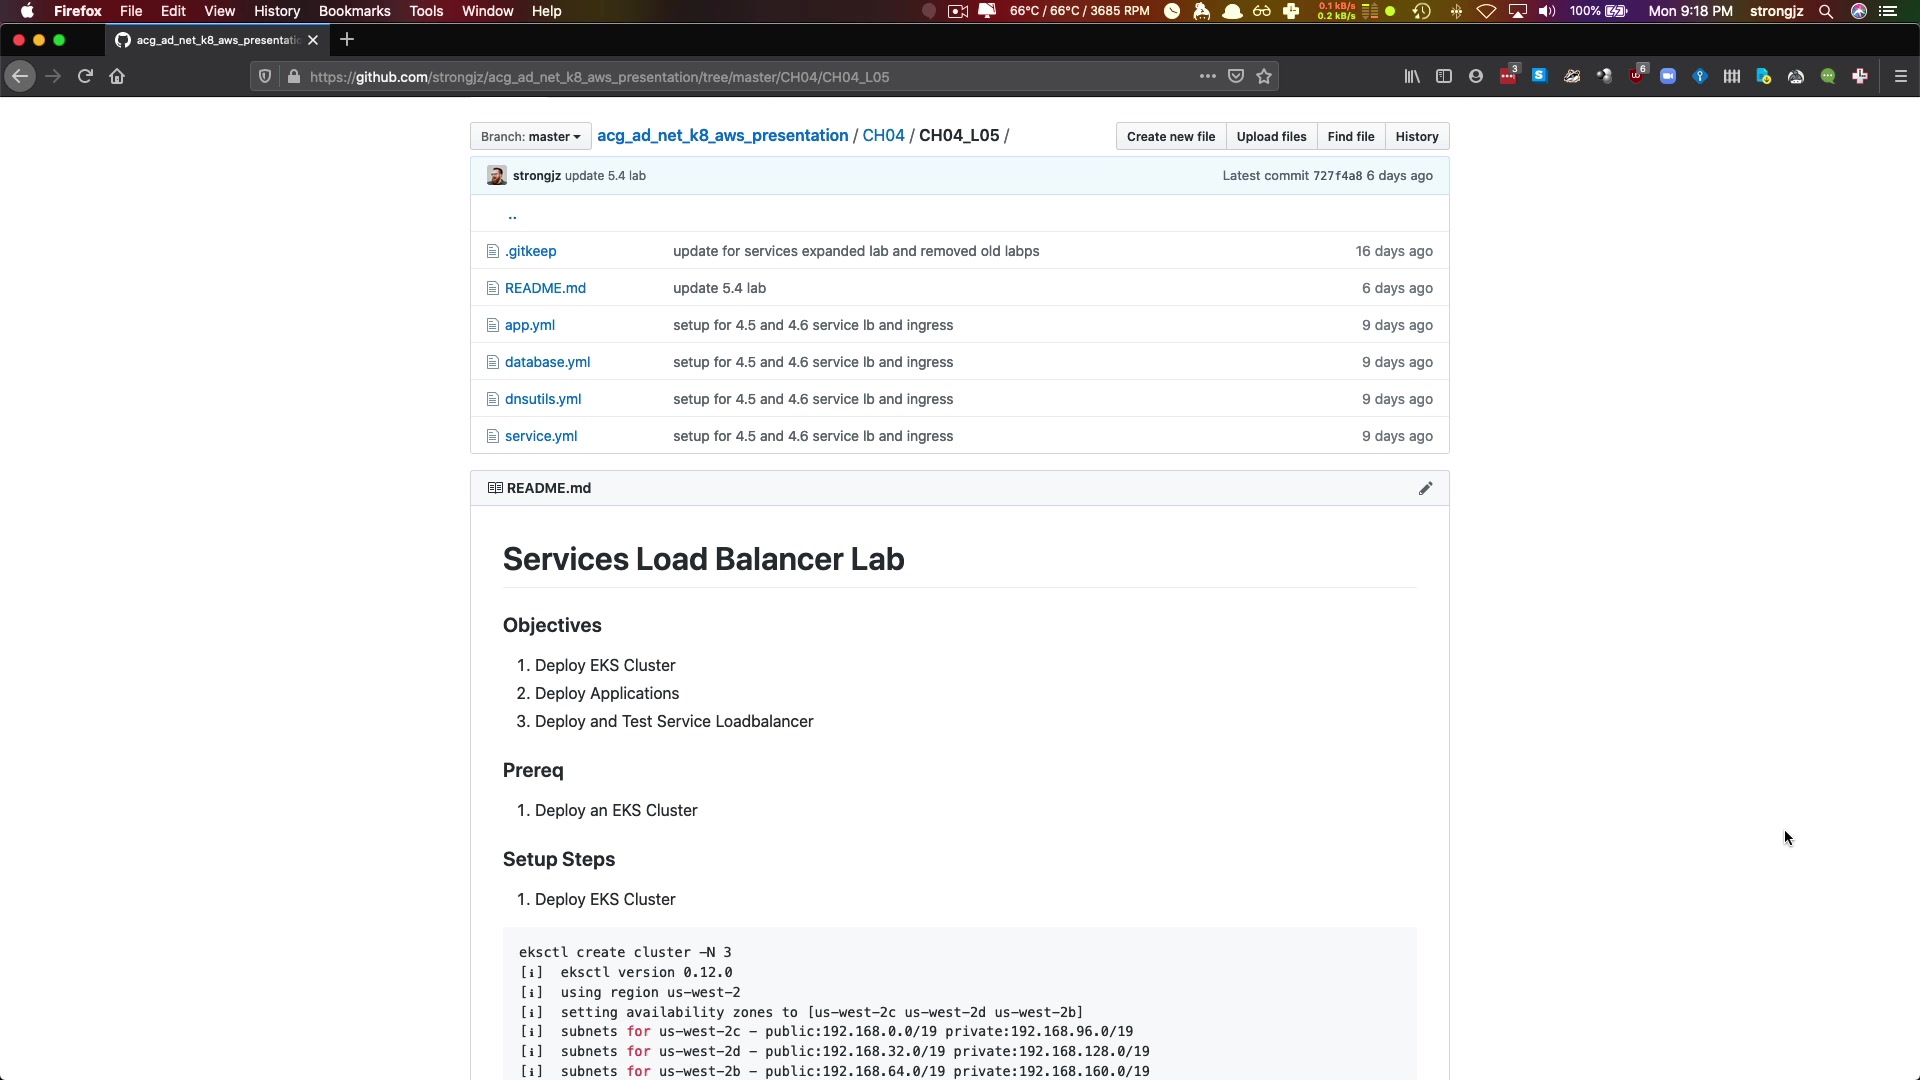 Firefox File Edit View History Bookmarks Tools Window Help 66°C / 66°C / 3685 RPM 0.1 kB/s 0.2 kB/s 100% Mon 9:18 PM strongjz
acg_ad_net_k8_aws_presentatic
https://github.com/strongjz/acg_ad_net_k8_aws_presentation/tree/master/CH04/CH04_L05 3 6
Branch: master acg_ad_net_k8_aws_presentation / CH04 / CH04_L05 / Create new file Upload files Find file History
strongjz update 5.4 lab Latest commit 727f4a8 6 days ago
..
.gitkeep update for services expanded lab and removed old labps 16 days ago
README.md update 5.4 lab 6 days ago
app.yml setup for 4.5 and 4.6 service lb and ingress 9 days ago
database.yml setup for 4.5 and 4.6 service lb and ingress 9 days ago
dnsutils.yml setup for 4.5 and 4.6 service lb and ingress 9 days ago
service.yml setup for 4.5 and 4.6 service lb and ingress 9 days ago
README.md
Services Load Balancer Lab
Objectives
1. Deploy EKS Cluster
2. Deploy Applications
3. Deploy and Test Service Loadbalancer
Prereq
1. Deploy an EKS Cluster
Setup Steps
1. Deploy EKS Cluster
eksctl create cluster -N 3
[ℹ]  eksctl version 0.12.0
[ℹ]  using region us-west-2
[ℹ]  setting availability zones to [us-west-2c us-west-2d us-west-2b]
[ℹ]  subnets for us-west-2c - public:192.168.0.0/19 private:192.168.96.0/19
[ℹ]  subnets for us-west-2d - public:192.168.32.0/19 private:192.168.128.0/19
[ℹ]  subnets for us-west-2b - public:192.168.64.0/19 private:192.168.160.0/19